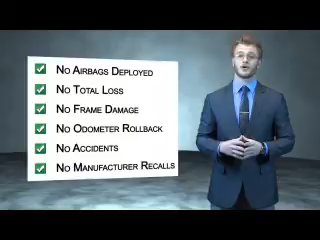 No Airbags Deployed
No Total Loss
No Frame Damage
No Odometer Rollback
No Accidents
No Manufacturer Recalls